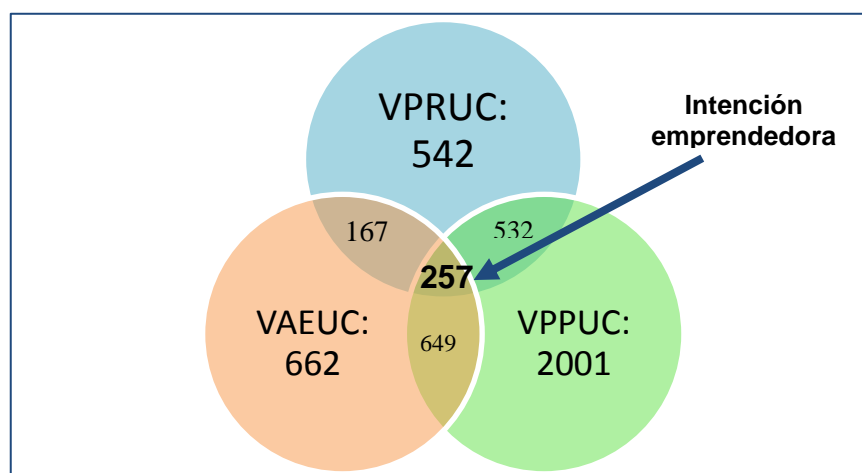 VPRUC:
542
Intención
emprendedora
167
532
257
VAEUC:
662
649
VPPUC:
2001